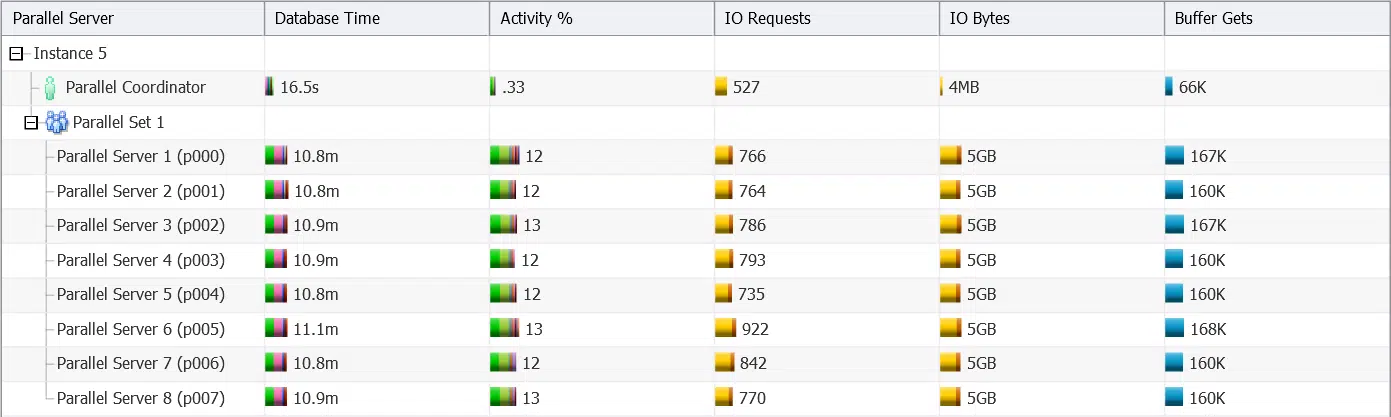 Parallel Server Database Time Activity % IO Requests IO Bytes Buffer Gets
Instance 5
Parallel Coordinator 16.5s .33 527 4MB 66K
Parallel Set 1
Parallel Server 1 (p000) 10.8m 12 766 5GB 167K
Parallel Server 2 (p001) 10.8m 12 764 5GB 160K
Parallel Server 3 (p002) 10.9m 13 786 5GB 167K
Parallel Server 4 (p003) 10.9m 12 793 5GB 160K
Parallel Server 5 (p004) 10.8m 12 735 5GB 160K
Parallel Server 6 (p005) 11.1m 13 922 5GB 168K
Parallel Server 7 (p006) 10.8m 12 842 5GB 160K
Parallel Server 8 (p007) 10.9m 13 770 5GB 160K